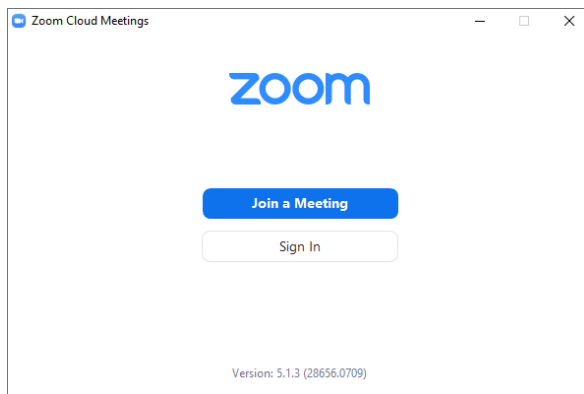 Zoom Cloud Meetings
zoom
Join a Meeting
Sign In
Version: 5.1.3 (28656.0709)